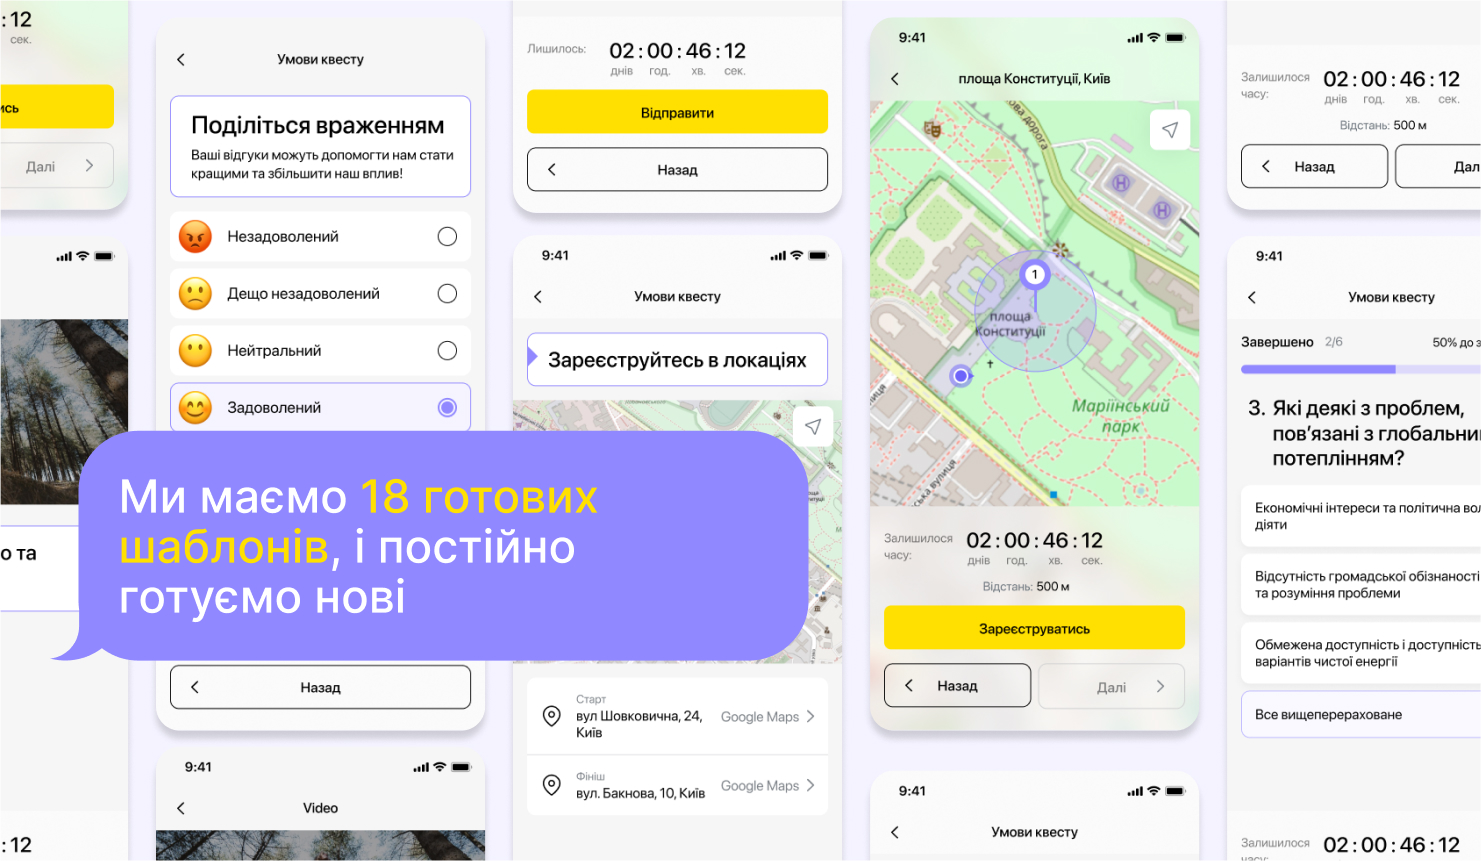 : 12
сек.
ись
Далі
о та
: 12
Умови квесту
Поділіться враженням
Ваші відгуки можуть допомогти нам стати
кращими та збільшити наш вплив!
Незадоволений
Дещо незадоволений
Нейтральний
Задоволений
Ми маємо 18 готових
шаблонів, і постійно
готуємо нові
Назад
9:41
Video
Лишилось: 02 : 00 : 46 : 12
днів год. хв. сек.
Відправити
Назад
9:41
Умови квесту
Зареєструйтесь в локаціях
Старт
вул Шовковична, 24,
Київ
Google Maps
Фініш
вул. Бакнова, 10, Київ
Google Maps
9:41
площа Конституції, Київ
ова дорога
H
H
1
площа
Конституції
Маріїнський
парк
ська вулиця
Залишилося
часу:
02 : 00 : 46 : 12
днів год. хв. сек.
Відстань: 500 м
Зареєструватись
Назад
Далі
9:41
Умови квесту
Залишилося
часу:
02 : 00 : 46 : 12
днів год. хв. сек.
Відстань: 500 м
Назад
Дал
9:41
Умови квесту
Завершено 2/6
50% до з
3. Які деякі з проблем,
пов’язані з глобальни
потеплінням?
Економічні інтереси та політична вол
діяти
Відсутність громадської обізнаності
та розуміння проблеми
Обмежена доступність і доступність
варіантів чистої енергії
Все вищеперераховане
Залишилося
02 : 00 : 46 : 12